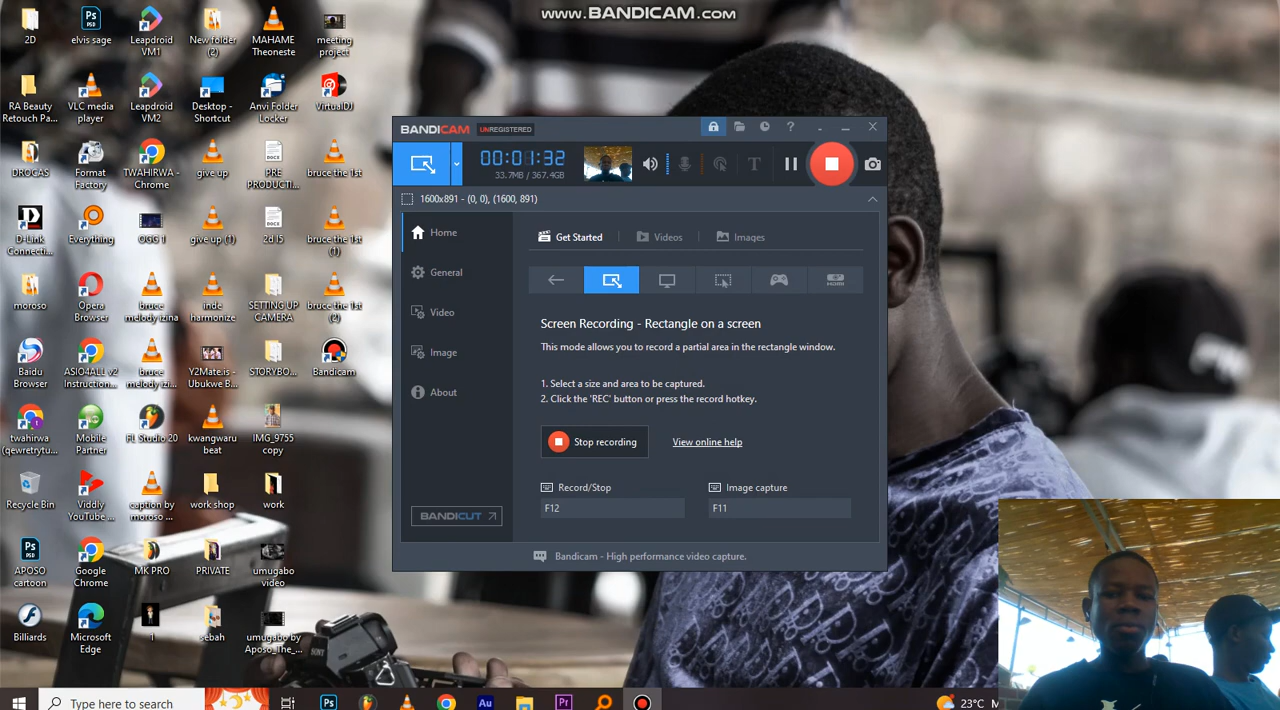 www.BANDICAM.com
2D
elvis sage
Leapdroid
VM1
New folder
(2)
MAHAME
Theoneste
meeting
project
RA Beauty
Retouch Pa...
VLC media
player
Leapdroid
VM2
Desktop -
Shortcut
Anvi Folder
Locker
VirtualDJ
DROGAS
Format
Factory
TWAHIRWA -
Chrome
give up
PRE
PRODUCTI...
bruce the 1st
D-Link
Connecti...
Everything
OGG 1
give up (1)
2d l5
bruce the 1st
(1)
moroso
Opera
Browser
bruce
melody izina
inde
harmonize
SETTING UP
CAMERA
bruce the 1st
(2)
Baidu
Browser
ASIO4ALL v2
Instruction...
bruce
melody izi...
Y2Mate.is -
Ubukwe B...
STORYBO...
Bandicam
twahirwa
(qewretrytu...
Mobile
Partner
FL Studio 20
kwangwaru
beat
IMG_9755
copy
Recycle Bin
Viddly
YouTube ...
caption by
moroso ...
work shop
work
APOSO
cartoon
Google
Chrome
MK PRO
PRIVATE
umugabo
video
Billiards
Microsoft
Edge
1
sebah
umugabo by
Aposo_The_...
BANDICAM UNREGISTERED
00:01:32
33.7MB / 367.4GB
1600x891 - (0, 0), (1600, 891)
Home
General
Video
Image
About
BANDICUT
Get Started
Videos
Images
HDMI
Screen Recording - Rectangle on a screen
This mode allows you to record a partial area in the rectangle window.
1. Select a size and area to be captured.
2. Click the 'REC' button or press the record hotkey.
Stop recording
View online help
Record/Stop
Image capture
F12
F11
Bandicam - High performance video capture.
SONY
Type here to search
Ps
Au
Pr
23°C M